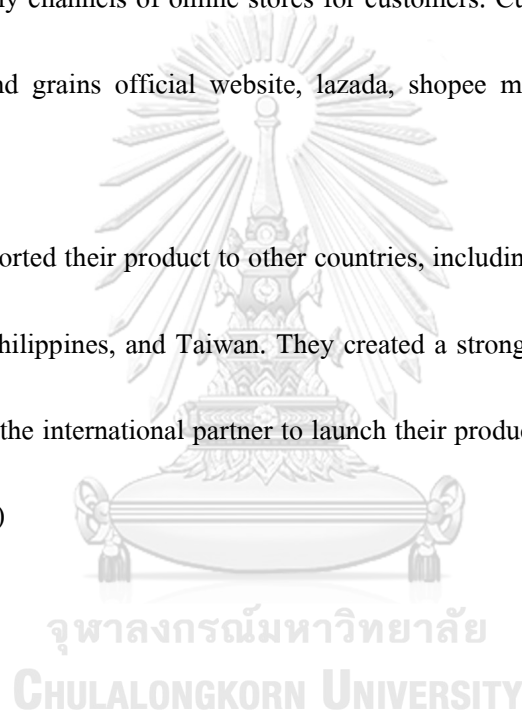 y channels of online stores for customers. Cu
nd grains official website, lazada, shopee m
orted their product to other countries, includin
hilippines, and Taiwan. They created a strong
the international partner to launch their produc
)
จุฬาลงกรณ์มหาวิทยาลัย
CHULALONGKORN UNIVERSITY